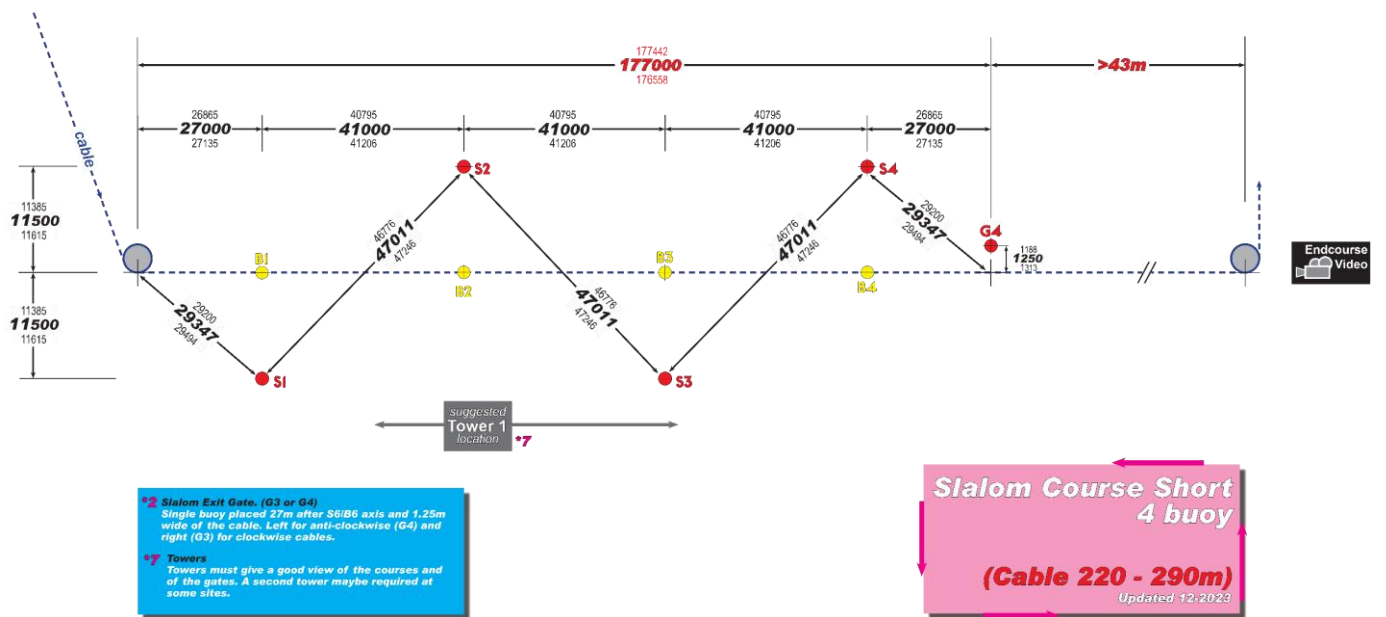 177442
177000
176558
>43m
26865
27000
27135
40795
41000
41206
40795
41000
41206
40795
41000
41206
26865
27000
27135
cable
S2
S4
11385
11500
11615
46776
47011
47246
46776
47011
47246
46776
47011
47246
29200
29347
29494
G4
1188
1250
1313
B1
B2
B3
B4
Endcourse
Video
11385
11500
11615
29200
29347
29494
S1
S3
suggested
Tower 1
location
*7
*2 Slalom Exit Gate. (G3 or G4)
Single buoy placed 27m after S6/B6 axis and 1.25m
wide of the cable. Left for anti-clockwise (G4) and
right (G3) for clockwise cables.
*7 Towers
Towers must give a good view of the courses and
of the gates. A second tower maybe required at
some sites.
Slalom Course Short
4 buoy
(Cable 220 - 290m)
Updated 12-2023